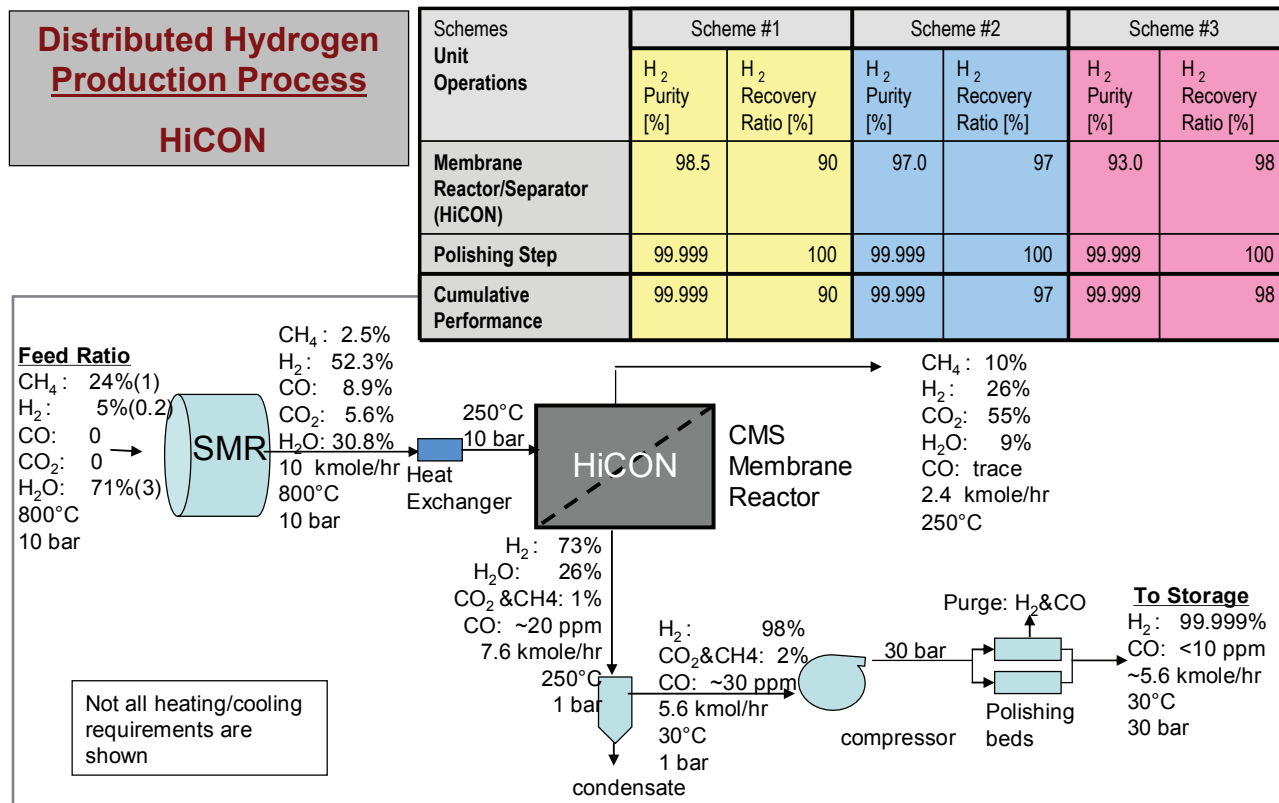 Distributed Hydrogen
Production Process
HiCON
Schemes
Unit
Operations
Scheme #1
Scheme #2
Scheme #3
H2
Purity
[%]
H2
Recovery
Ratio [%]
H2
Purity
[%]
H2
Recovery
Ratio [%]
H2
Purity
[%]
H2
Recovery
Ratio [%]
Membrane
Reactor/Separator
(HiCON)
98.5
90
97.0
97
93.0
98
Polishing Step
99.999
100
99.999
100
99.999
100
Cumulative
Performance
99.999
90
99.999
97
99.999
98
Feed Ratio
CH4: 24%(1)
H2: 5%(0.2)
CO: 0
CO2: 0
H2O: 71%(3)
800°C
10 bar
SMR
CH4: 2.5%
H2: 52.3%
CO: 8.9%
CO2: 5.6%
H2O: 30.8%
10 kmole/hr
800°C
10 bar
Heat
Exchanger
250°C
10 bar
HiCON
CMS
Membrane
Reactor
CH4: 10%
H2: 26%
CO2: 55%
H2O: 9%
CO: trace
2.4 kmole/hr
250°C
H2: 73%
H2O: 26%
CO2 &CH4: 1%
CO: ~20 ppm
7.6 kmole/hr
250°C
1 bar
condensate
H2: 98%
CO2&CH4: 2%
CO: ~30 ppm
5.6 kmol/hr
30°C
1 bar
compressor
30 bar
Purge: H2&CO
Polishing
beds
To Storage
H2: 99.999%
CO: <10 ppm
~5.6 kmole/hr
30°C
30 bar
Not all heating/cooling
requirements are
shown